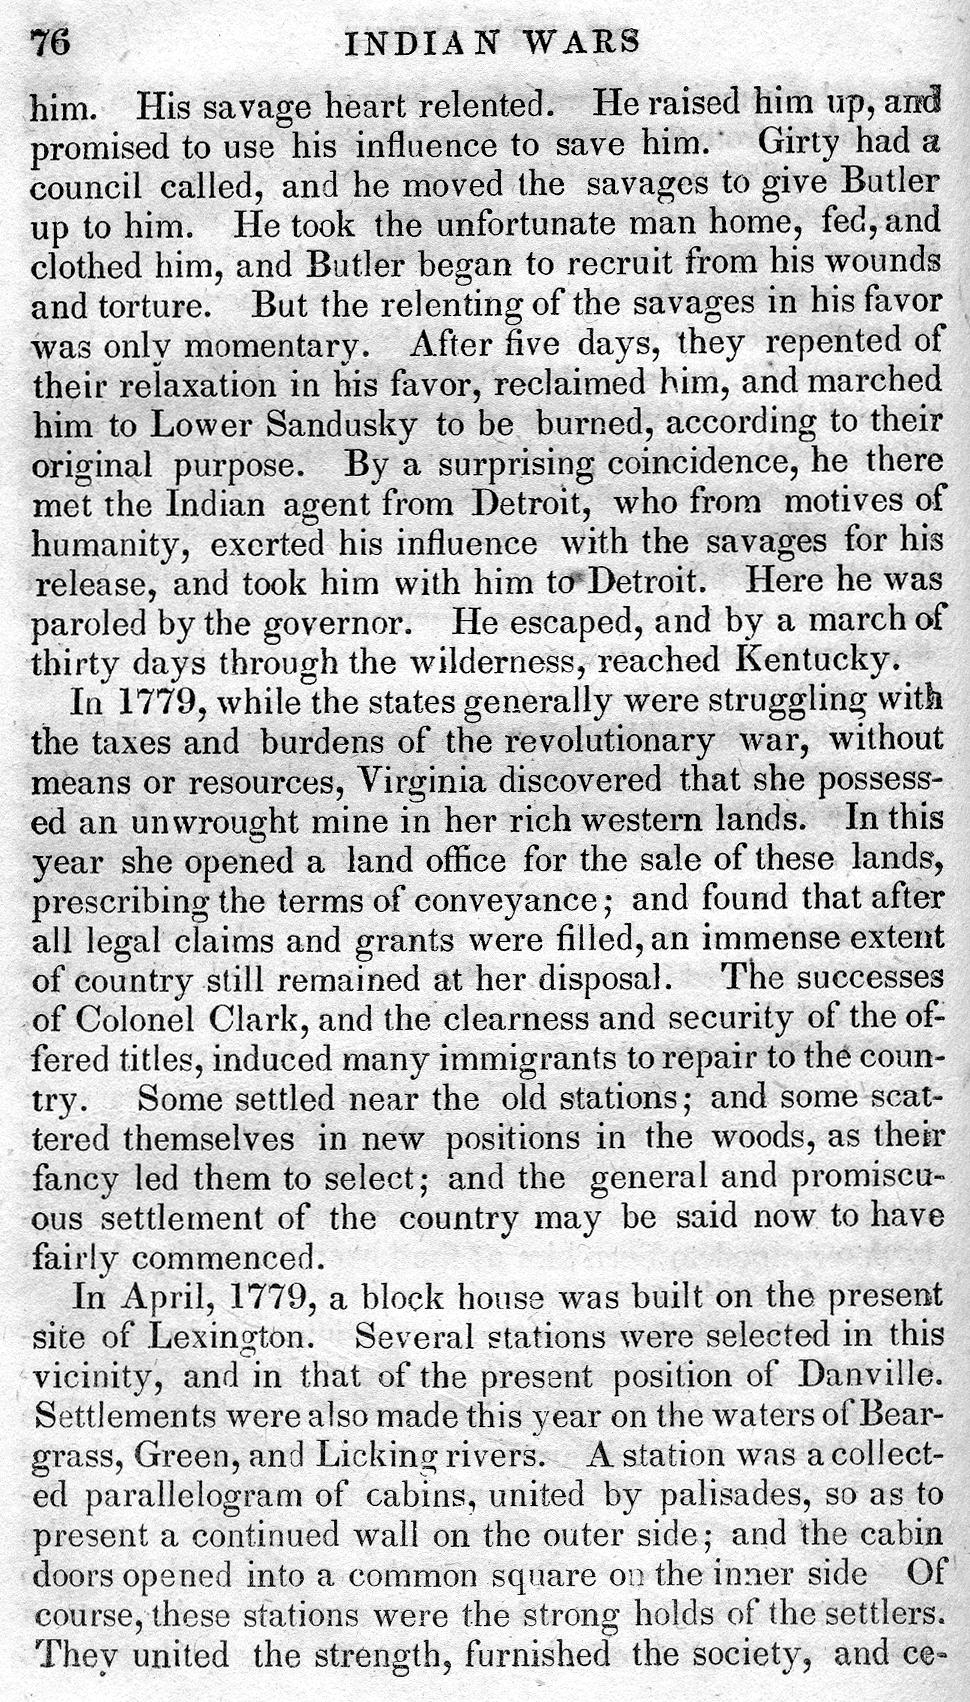 76 INDIAN WARS
him. His savage heart relented. He raised him up, and
promised to use his influence to save him. Girty had a
council called, and he moved the savages to give Butler
up to him. He took the unfortunate man home, fed, and
clothed him, and Butler began to recruit from his wounds
and torture. But the relenting of the savages in his favor
was only momentary. After five days, they repented of
their relaxation in his favor, reclaimed him, and marched
him to Lower Sandusky to be burned, according to their
original purpose. By a surprising coincidence, he there
met the Indian agent from Detroit, who from motives of
humanity, exerted his influence with the savages for his
release, and took him with him to Detroit. Here he was
paroled by the governor. He escaped, and by a march of
thirty days through the wilderness, reached Kentucky.
In 1779, while the states generally were struggling with
the taxes and burdens of the revolutionary war, without
means or resources, Virginia discovered that she possess-
ed an unwrought mine in her rich western lands. In this
year she opened a land office for the sale of these lands,
prescribing the terms of conveyance; and found that after
all legal claims and grants were filled, an immense extent
of country still remained at her disposal. The successes
of Colonel Clark, and the clearness and security of the of-
fered titles, induced many immigrants to repair to the coun-
try. Some settled near the old stations; and some scat-
tered themselves in new positions in the woods, as their
fancy led them to select; and the general and promiscu-
ous settlement of the country may be said now to have
fairly commenced.
In April, 1779, a block house was built on the present
site of Lexington. Several stations were selected in this
vicinity, and in that of the present position of Danville.
Settlements were also made this year on the waters of Bear-
grass, Green, and Licking rivers. A station was a collect-
ed parallelogram of cabins, united by palisades, so as to
present a continued wall on the outer side; and the cabin
doors opened into a common square on the inner side Of
course, these stations were the strong holds of the settlers.
They united the strength, furnished the society, and ce-